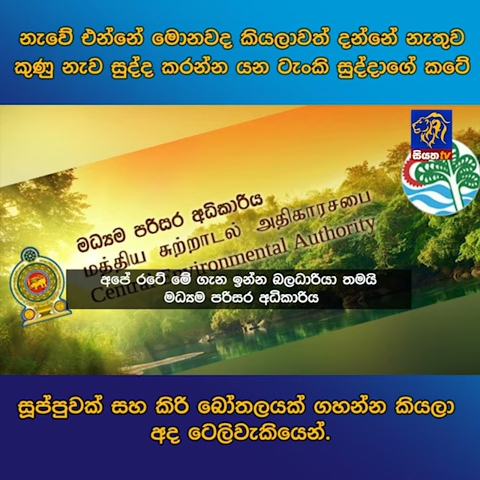 නැවේ එන්නේ මොනවද කියලාවත් දන්නේ නැතුව
කුණු නැව සුද්ද කරන්න යන ටැංකි සුද්දාගේ කටේ
සියත tv
මධ්‍යම පරිසර අධිකාරිය
மத்திய சுற்றாடல் அதிகாரசபை
Central Environmental Authority
අපේ රටේ මේ ගැන ඉන්න බලධාරියා තමයි
මධ්‍යම පරිසර අධිකාරිය
සූප්පුවක් සහ කිරි බෝතලයක් ගහන්න කියලා
අද ටෙලිවැකියෙන්.